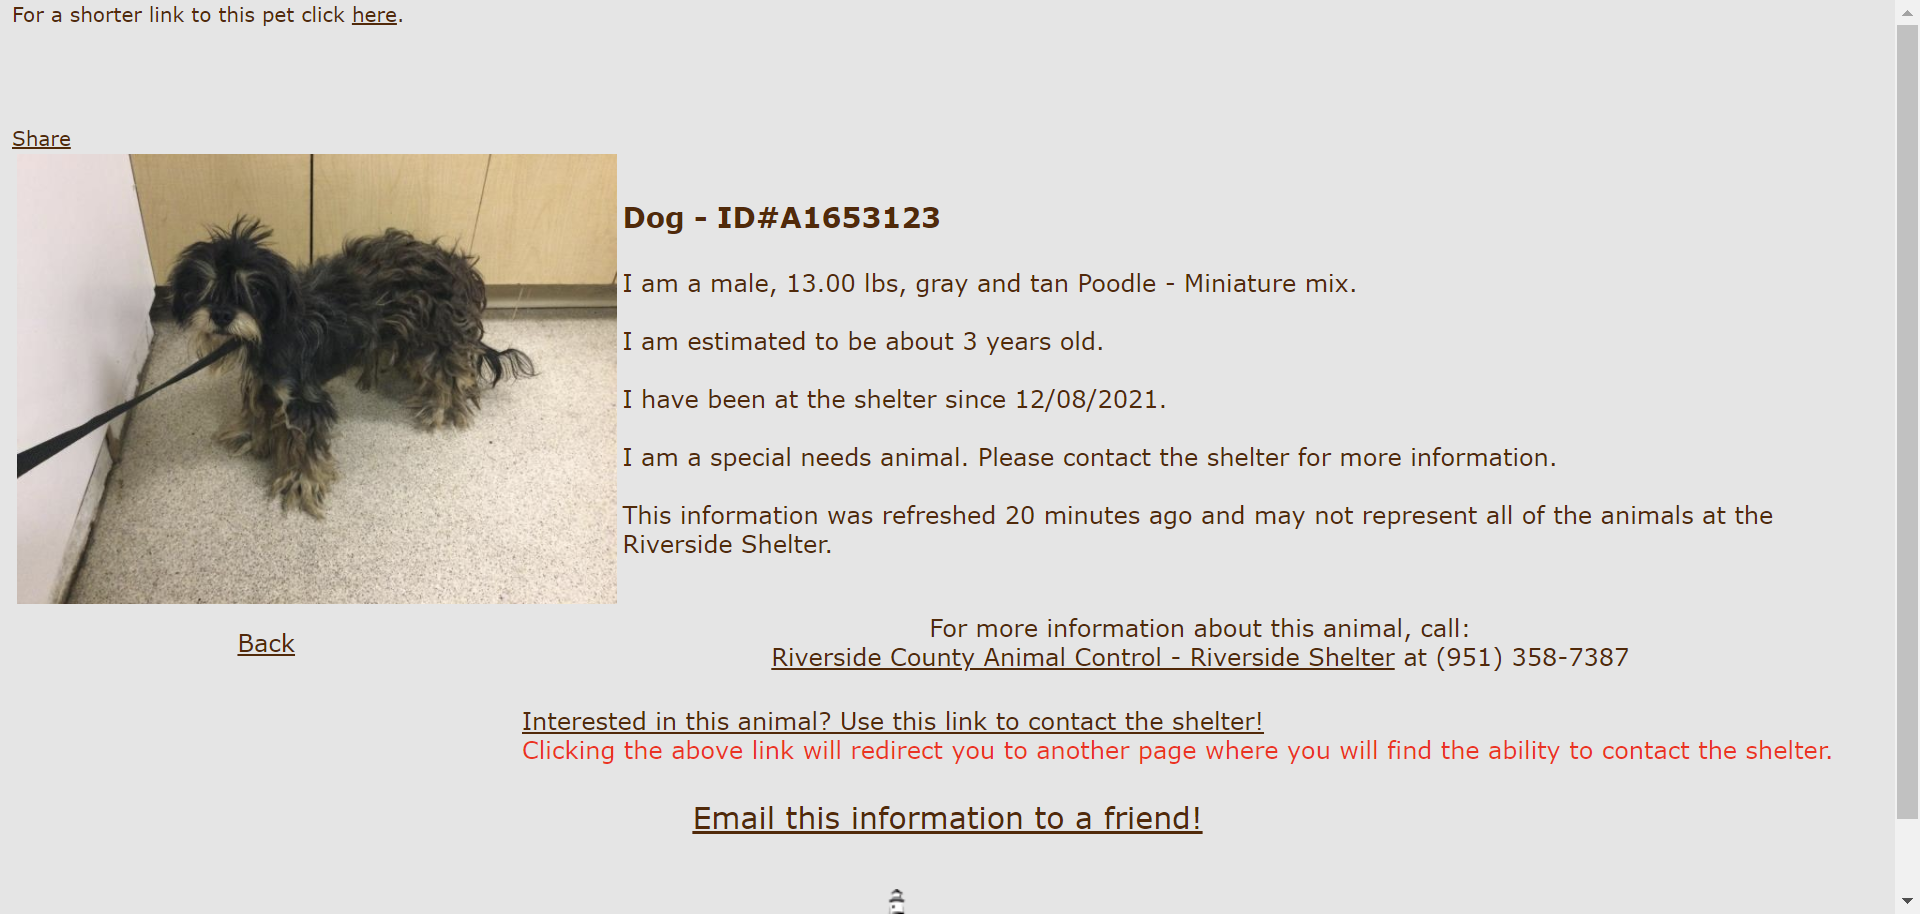 For a shorter link to this pet click here.
Share
Dog - ID#A1653123
I am a male, 13.00 lbs, gray and tan Poodle - Miniature mix.
I am estimated to be about 3 years old.
I have been at the shelter since 12/08/2021.
I am a special needs animal. Please contact the shelter for more information.
This information was refreshed 20 minutes ago and may not represent all of the animals at the
Riverside Shelter.
Back
For more information about this animal, call:
Riverside County Animal Control - Riverside Shelter at (951) 358-7387
Interested in this animal? Use this link to contact the shelter!
Clicking the above link will redirect you to another page where you will find the ability to contact the shelter.
Email this information to a friend!